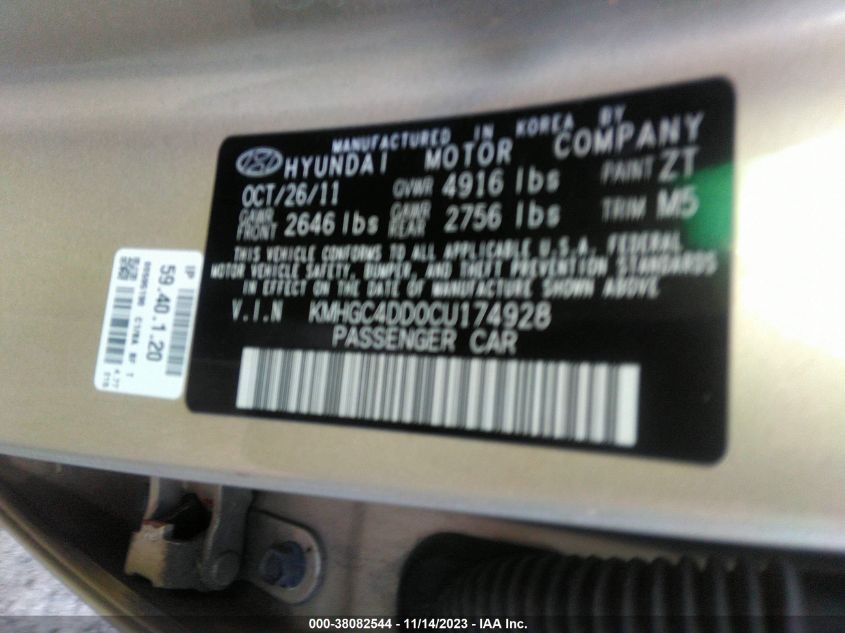 MANUFACTURED IN KOREA BY
HYUNDAI MOTOR COMPANY
OCT/26/11 GVWR 4916 lbs PAINT ZT
GAWR FRONT 2646 lbs GAWR REAR 2756 lbs TRIM M5
THIS VEHICLE CONFORMS TO ALL APPLICABLE U.S.A. FEDERAL
MOTOR VEHICLE SAFETY, BUMPER, AND THEFT PREVENTION STANDARDS
IN EFFECT ON THE DATE OF MANUFACTURE SHOWN ABOVE.
V.I.N KMHGC4DD0CU174928
PASSENGER CAR
59.40.1.20
000-38082544 - 11/14/2023 - IAA Inc.